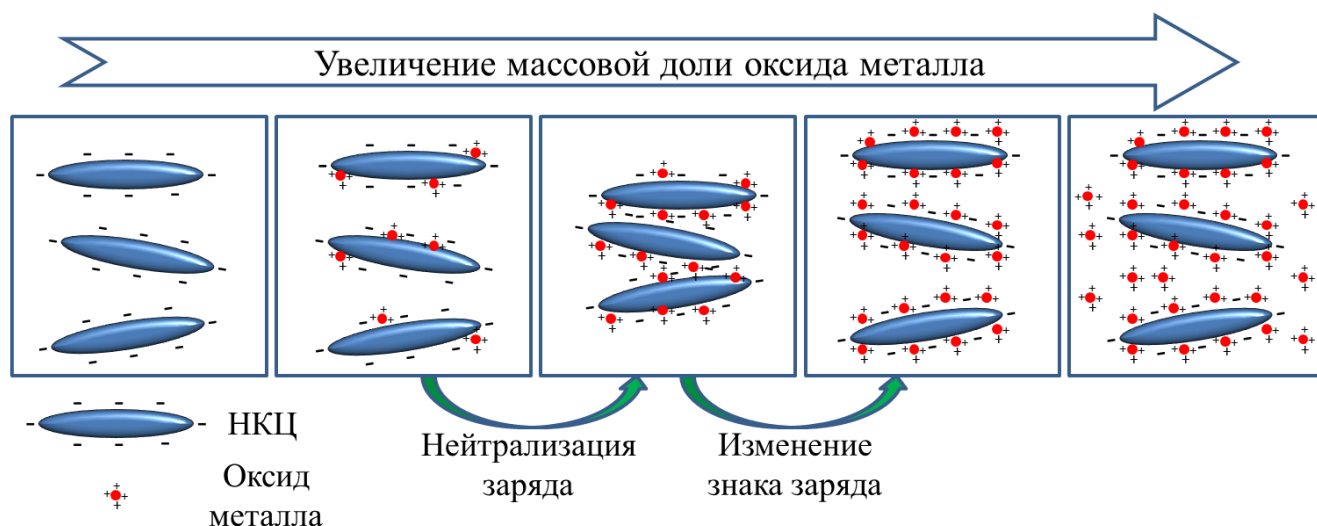 Увеличение массовой доли оксида металла
НКЦ
Оксид
металла
Нейтрализация
заряда
Изменение
знака заряда